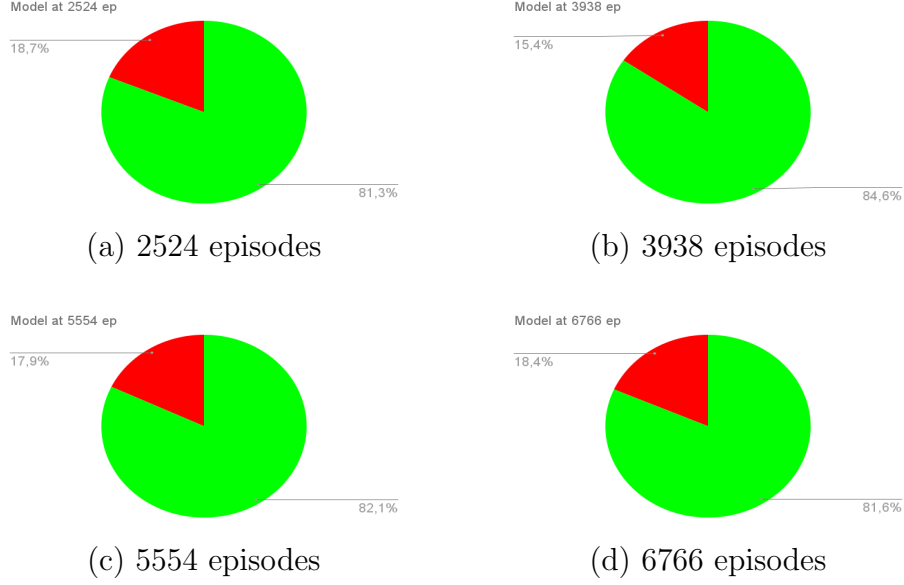 Model at 2524 ep
18,7%
81,3%
(a) 2524 episodes
Model at 3938 ep
15,4%
84,6%
(b) 3938 episodes
Model at 5554 ep
17,9%
82,1%
(c) 5554 episodes
Model at 6766 ep
18,4%
81,6%
(d) 6766 episodes